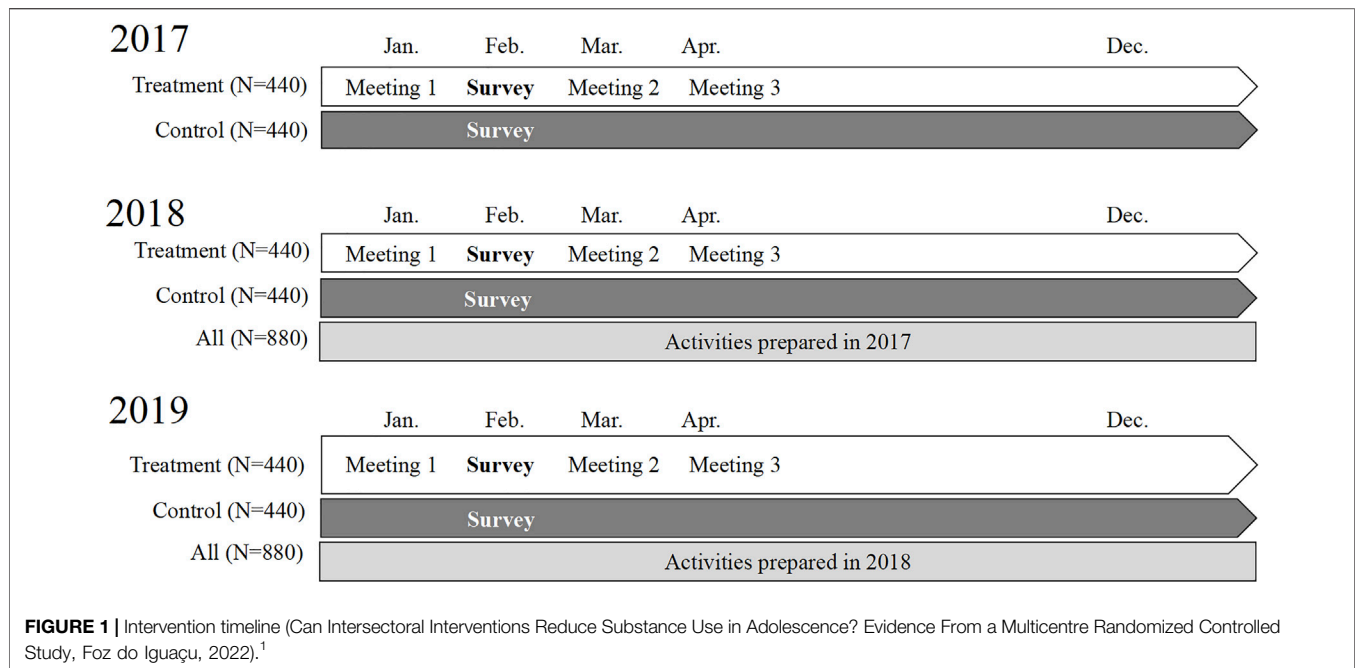 2017
Jan. Feb. Mar. Apr. Dec.
Treatment (N=440) Meeting 1 Survey Meeting 2 Meeting 3
Control (N=440) Survey
2018
Jan. Feb. Mar. Apr. Dec.
Treatment (N=440) Meeting 1 Survey Meeting 2 Meeting 3
Control (N=440) Survey
All (N=880) Activities prepared in 2017
2019
Jan. Feb. Mar. Apr. Dec.
Treatment (N=440) Meeting 1 Survey Meeting 2 Meeting 3
Control (N=440) Survey
All (N=880) Activities prepared in 2018
FIGURE 1 | Intervention timeline (Can Intersectoral Interventions Reduce Substance Use in Adolescence? Evidence From a Multicentre Randomized Controlled
Study, Foz do Iguaçu, 2022).1